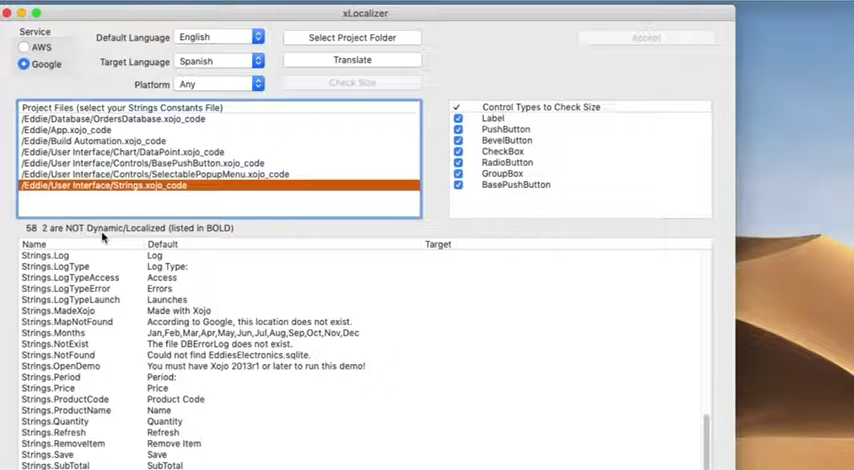 xLocalizer
Service
AWS
Google
Default Language English
Target Language Spanish
Platform Any
Select Project Folder
Translate
Check Size
Accept
Project Files (select your Strings Constants File)
/Eddie/Database/OrdersDatabase.xojo_code
/Eddie/App.xojo_code
/Eddie/Build Automation.xojo_code
/Eddie/User Interface/Chart/DataPoint.xojo_code
/Eddie/User Interface/Controls/BasePushButton.xojo_code
/Eddie/User Interface/Controls/SelectablePopupMenu.xojo_code
/Eddie/User Interface/Strings.xojo_code
Control Types to Check Size
Label
PushButton
BevelButton
CheckBox
RadioButton
GroupBox
BasePushButton
58 2 are NOT Dynamic/Localized (listed in BOLD)
Name Default Target
Strings.Log Log
Strings.LogType Log Type:
Strings.LogTypeAccess Access
Strings.LogTypeError Errors
Strings.LogTypeLaunch Launches
Strings.MadeXojo Made with Xojo
Strings.MapNotFound According to Google, this location does not exist.
Strings.Months Jan,Feb,Mar,Apr,May,Jun,Jul,Aug,Sep,Oct,Nov,Dec
Strings.NotExist The file DBErrorLog does not exist.
Strings.NotFound Could not find EddiesElectronics.sqlite.
Strings.OpenDemo You must have Xojo 2013r1 or later to run this demo!
Strings.Period Period:
Strings.Price Price
Strings.ProductCode Product Code
Strings.ProductName Name
Strings.Quantity Quantity
Strings.Refresh Refresh
Strings.RemoveItem Remove Item
Strings.Save Save
Strings.SubTotal SubTotal